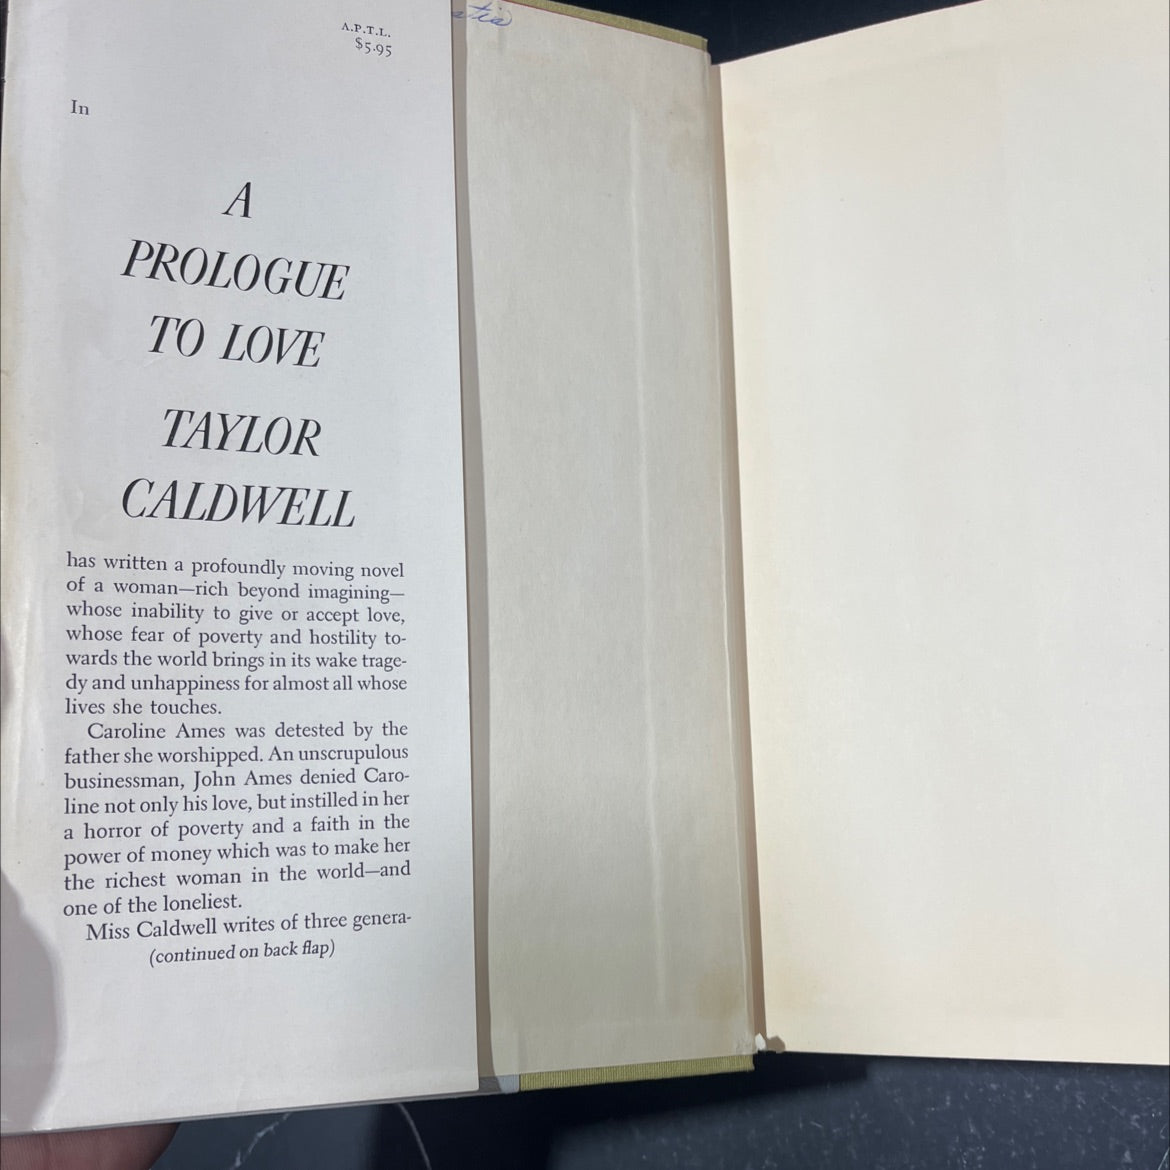 A.P.T.L.
$5.95
In
A
PROLOGUE
TO LOVE
TAYLOR
CALDWELL
has written a profoundly moving novel
of a woman—rich beyond imagining—
whose inability to give or accept love,
whose fear of poverty and hostility to-
wards the world brings in its wake trage-
dy and unhappiness for almost all whose
lives she touches.
Caroline Ames was detested by the
father she worshipped. An unscrupulous
businessman, John Ames denied Caro-
line not only his love, but instilled in her
a horror of poverty and a faith in the
power of money which was to make her
the richest woman in the world—and
one of the loneliest.
Miss Caldwell writes of three genera-
(continued on back flap)